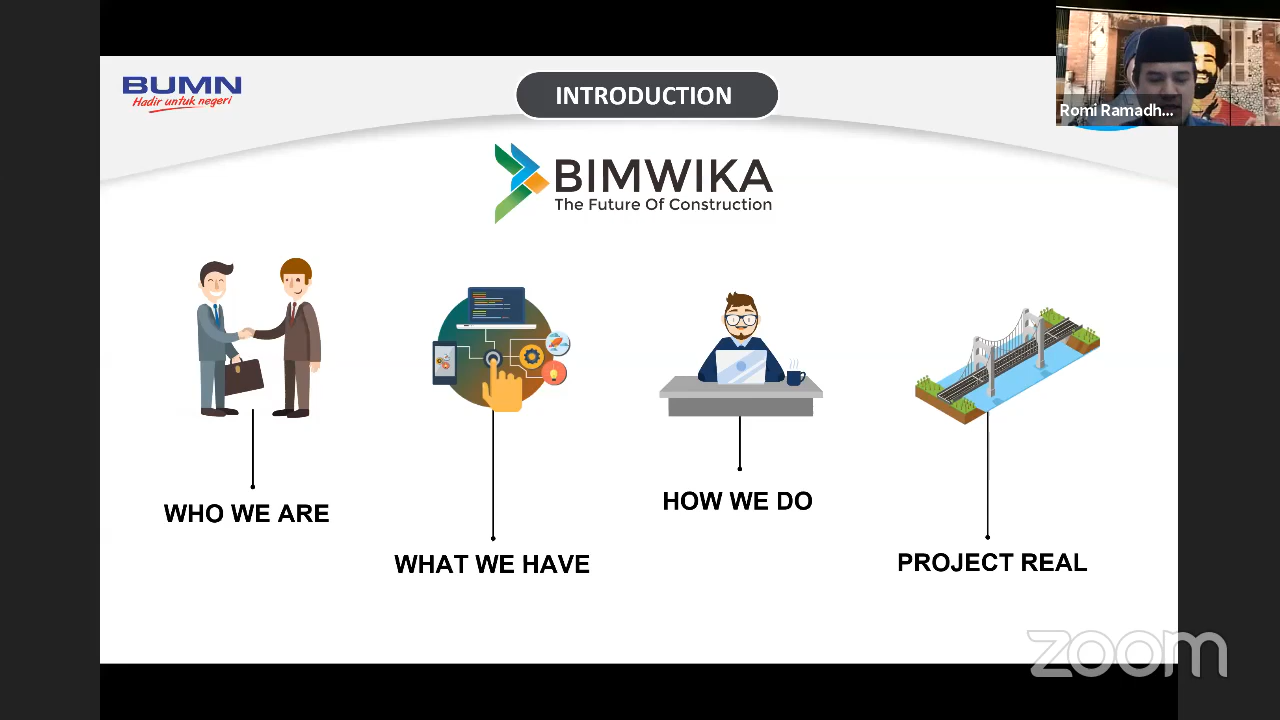 BUMN
Hadir untuk negeri
INTRODUCTION
Romi Ramadh...
BIMWIKA
The Future Of Construction
WHO WE ARE
WHAT WE HAVE
HOW WE DO
PROJECT REAL
zoom